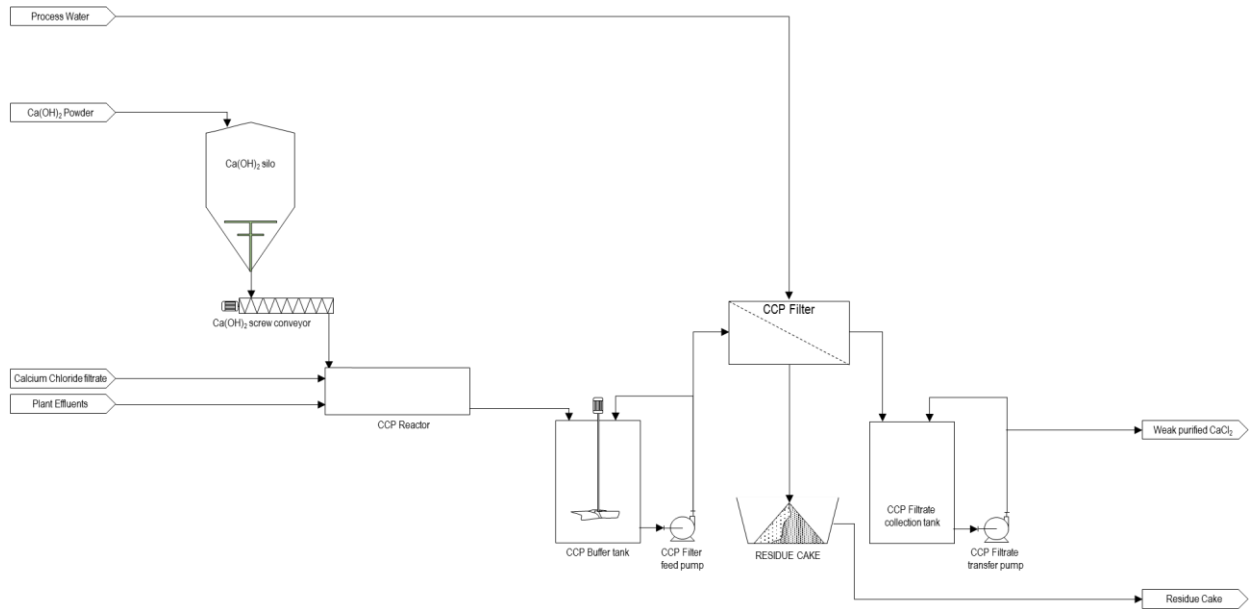 Process Water
Ca(OH)₂ Powder
Ca(OH)₂ silo
Ca(OH)₂ screw conveyor
CCP Filter
Calcium Chloride filtrate
Plant Effluents
CCP Reactor
Weak purified CaCl₂
CCP Buffer tank
CCP Filter
feed pump
RESIDUE CAKE
CCP Filtrate
collection tank
CCP Filtrate
transfer pump
Residue Cake